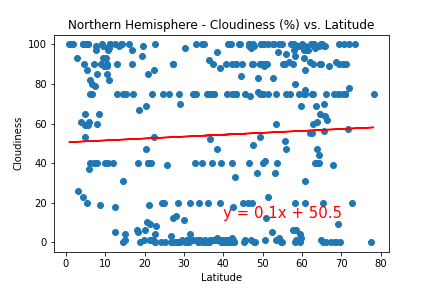 Northern Hemisphere - Cloudiness (%) vs. Latitude
100
80
60
40
20
0
Cloudiness
y = 0.1x + 50.5
0 10 20 30 40 50 60 70 80
Latitude